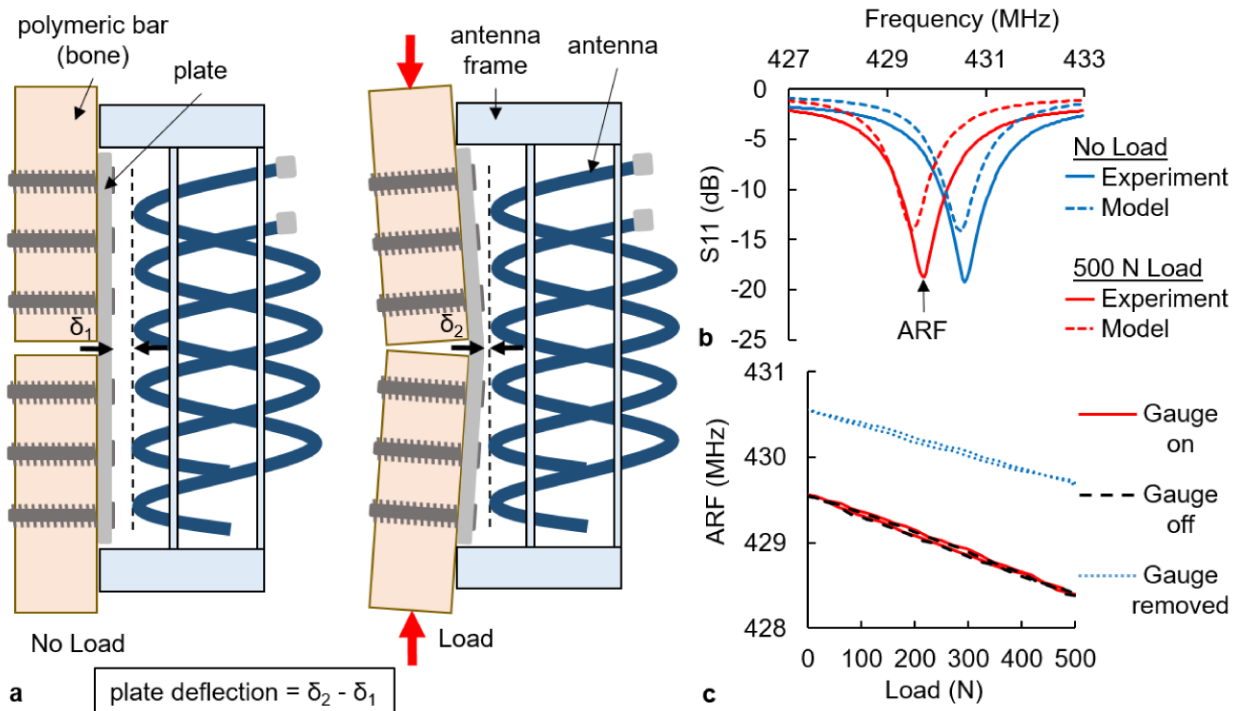 polymeric bar
(bone)
plate
antenna
frame
antenna
δ1
δ2
No Load
Load
a
plate deflection = δ2 - δ1
Frequency (MHz)
427
429
431
433
0
-5
-10
-15
-20
-25
S11 (dB)
ARF
b
No Load
Experiment
Model
500 N Load
Experiment
Model
431
430
429
428
ARF (MHz)
0
100
200
300
400
500
Load (N)
c
Gauge
on
Gauge
off
Gauge
removed